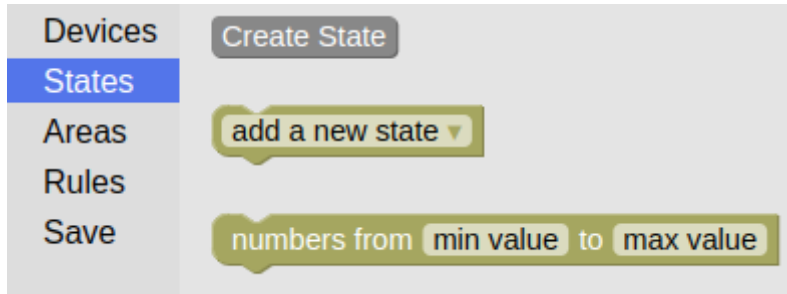 Devices
States
Areas
Rules
Save
Create State
add a new state ▾
numbers from min value to max value